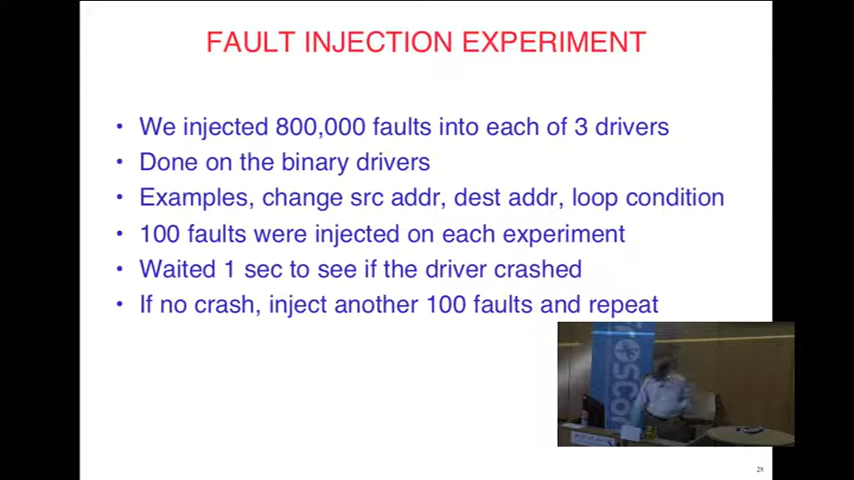 FAULT INJECTION EXPERIMENT
• We injected 800,000 faults into each of 3 drivers
• Done on the binary drivers
• Examples, change src addr, dest addr, loop condition
• 100 faults were injected on each experiment
• Waited 1 sec to see if the driver crashed
• If no crash, inject another 100 faults and repeat